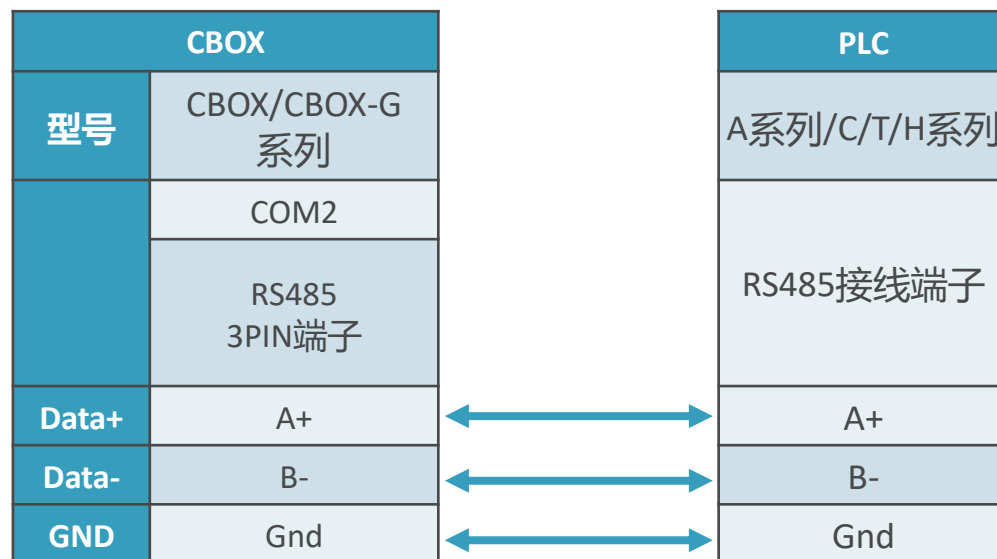 CBOX
PLC
型号
CBOX/CBOX-G
系列
A系列/C/T/H系列
COM2
RS485
3PIN端子
RS485接线端子
Data+
A+
A+
Data-
B-
B-
GND
Gnd
Gnd